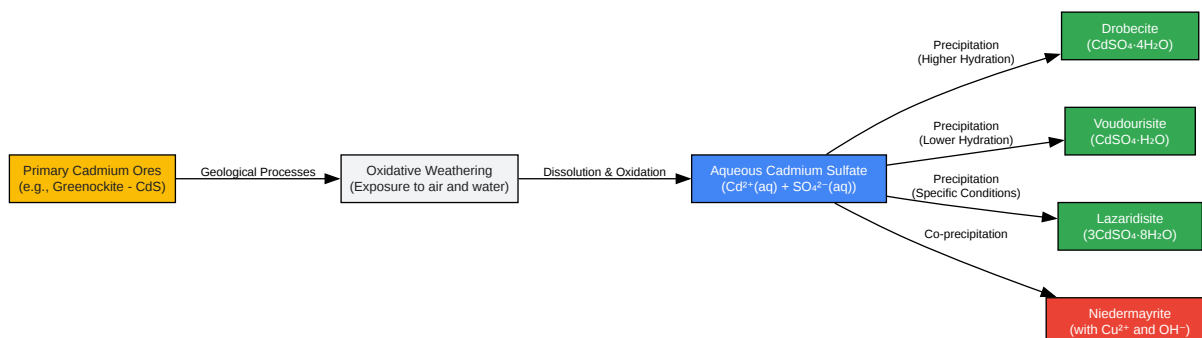 Primary Cadmium Ores
(e.g., Greenockite - CdS)
Geological Processes
Oxidative Weathering
(Exposure to air and water)
Dissolution & Oxidation
Aqueous Cadmium Sulfate
(Cd²⁺(aq) + SO₄²⁻(aq))
Precipitation
(Higher Hydration)
Drobecite
(CdSO₄·4H₂O)
Precipitation
(Lower Hydration)
Voudourisite
(CdSO₄·H₂O)
Precipitation
(Specific Conditions)
Lazaridisite
(3CdSO₄·8H₂O)
Co-precipitation
Niedermayrite
(with Cu²⁺ and OH⁻)